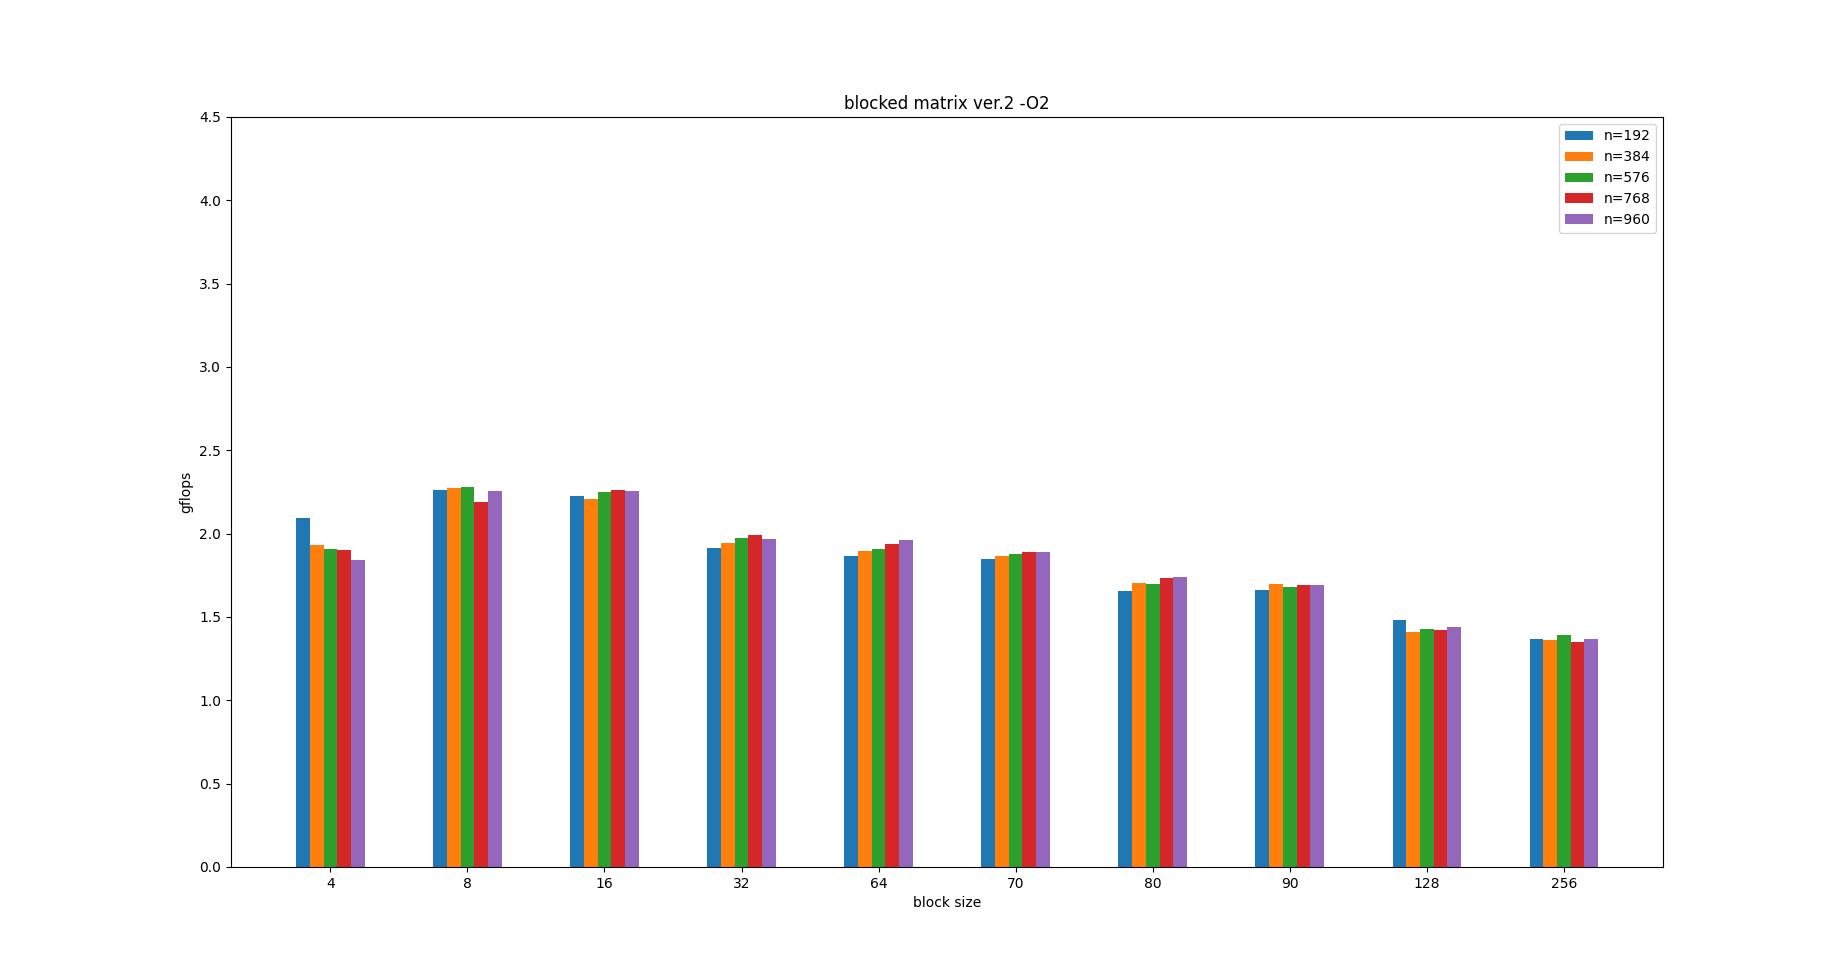 blocked matrix ver.2 -O2
4.5
4.0
3.5
3.0
2.5
2.0
1.5
1.0
0.5
0.0
gflops
n=192
n=384
n=576
n=768
n=960
4 8 16 32 64 70 80 90 128 256
block size